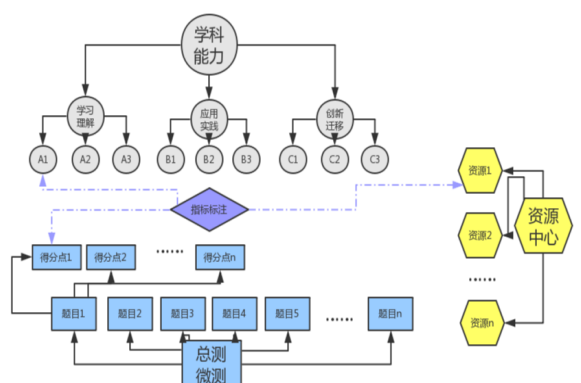 学科
能力
学习
理解
应用
实践
创新
迁移
A1
A2
A3
B1
B2
B3
C1
C2
C3
资源1
指标标注
资源
中心
资源2
得分点1
得分点2
······
得分点n
······
题目1
题目2
题目3
题目4
题目5
······
题目n
资源n
总测
微测